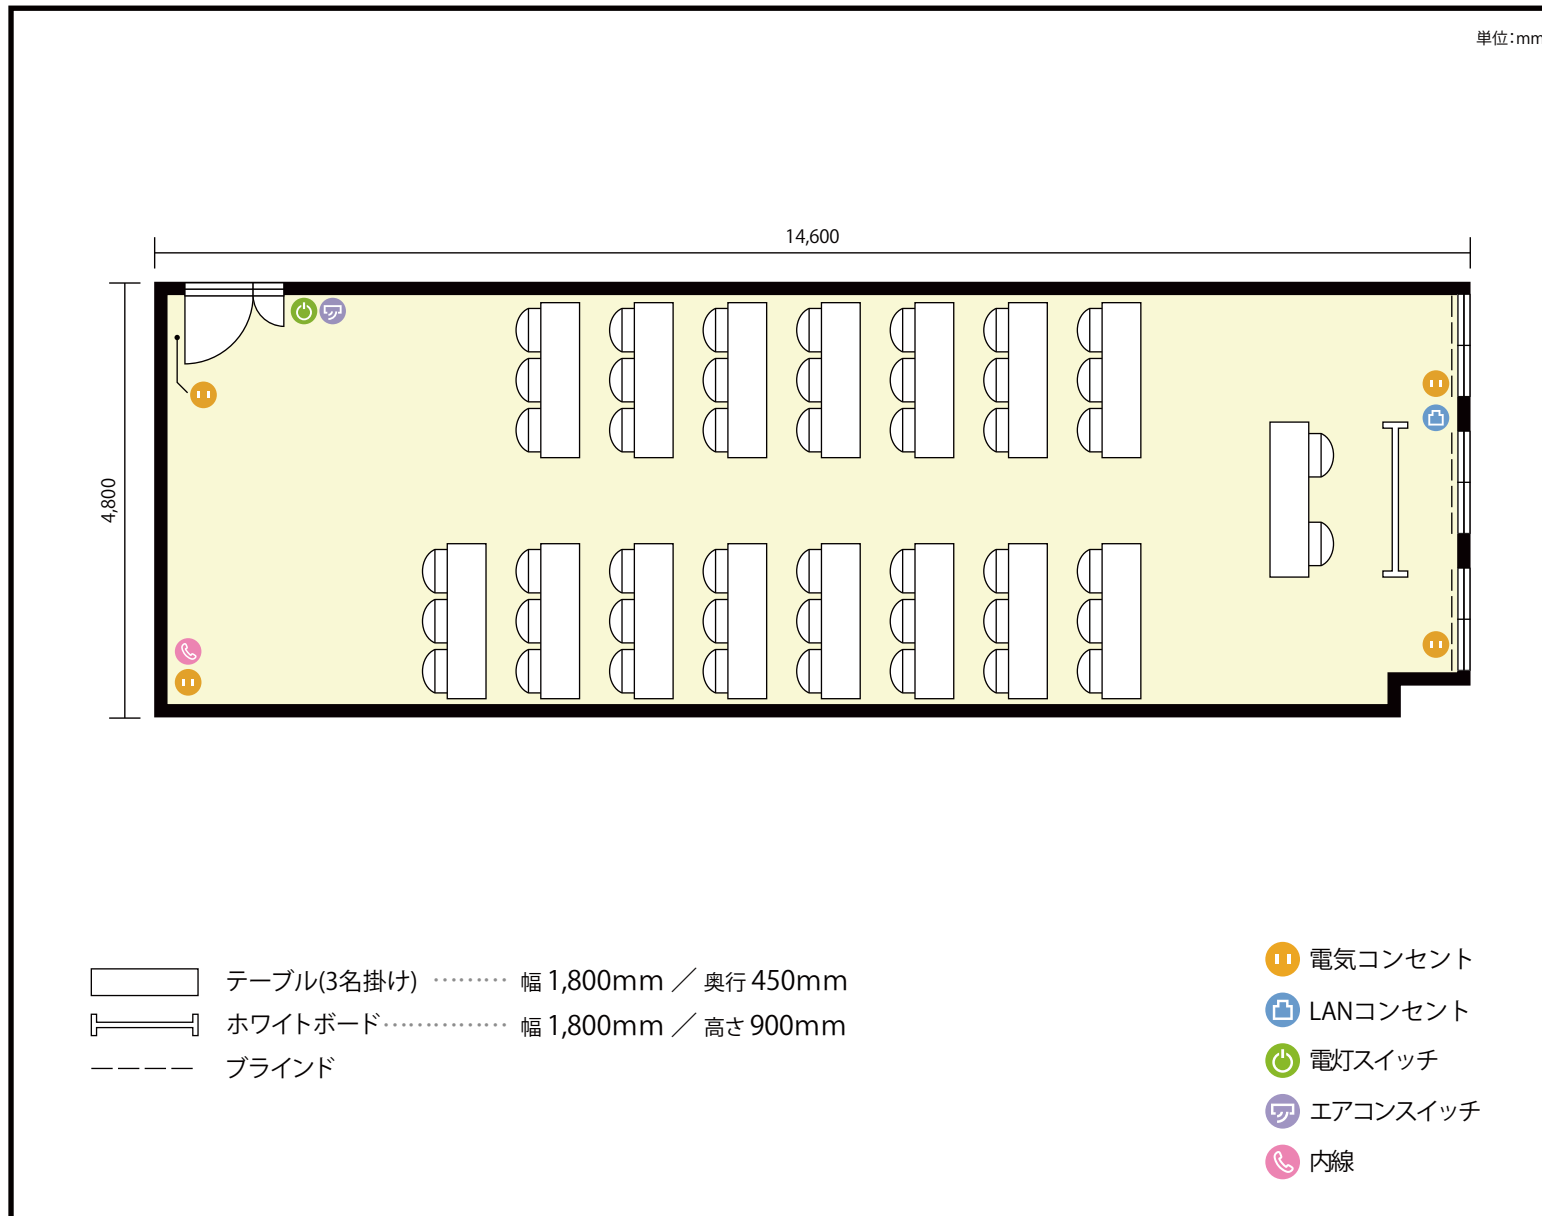 単位：mm
14,600
4,800
テーブル(3名掛け) ……… 幅 1,800mm ／ 奥行 450mm
ホワイトボード…………… 幅 1,800mm ／ 高さ 900mm
ブラインド
電気コンセント
LANコンセント
電灯スイッチ
エアコンスイッチ
内線